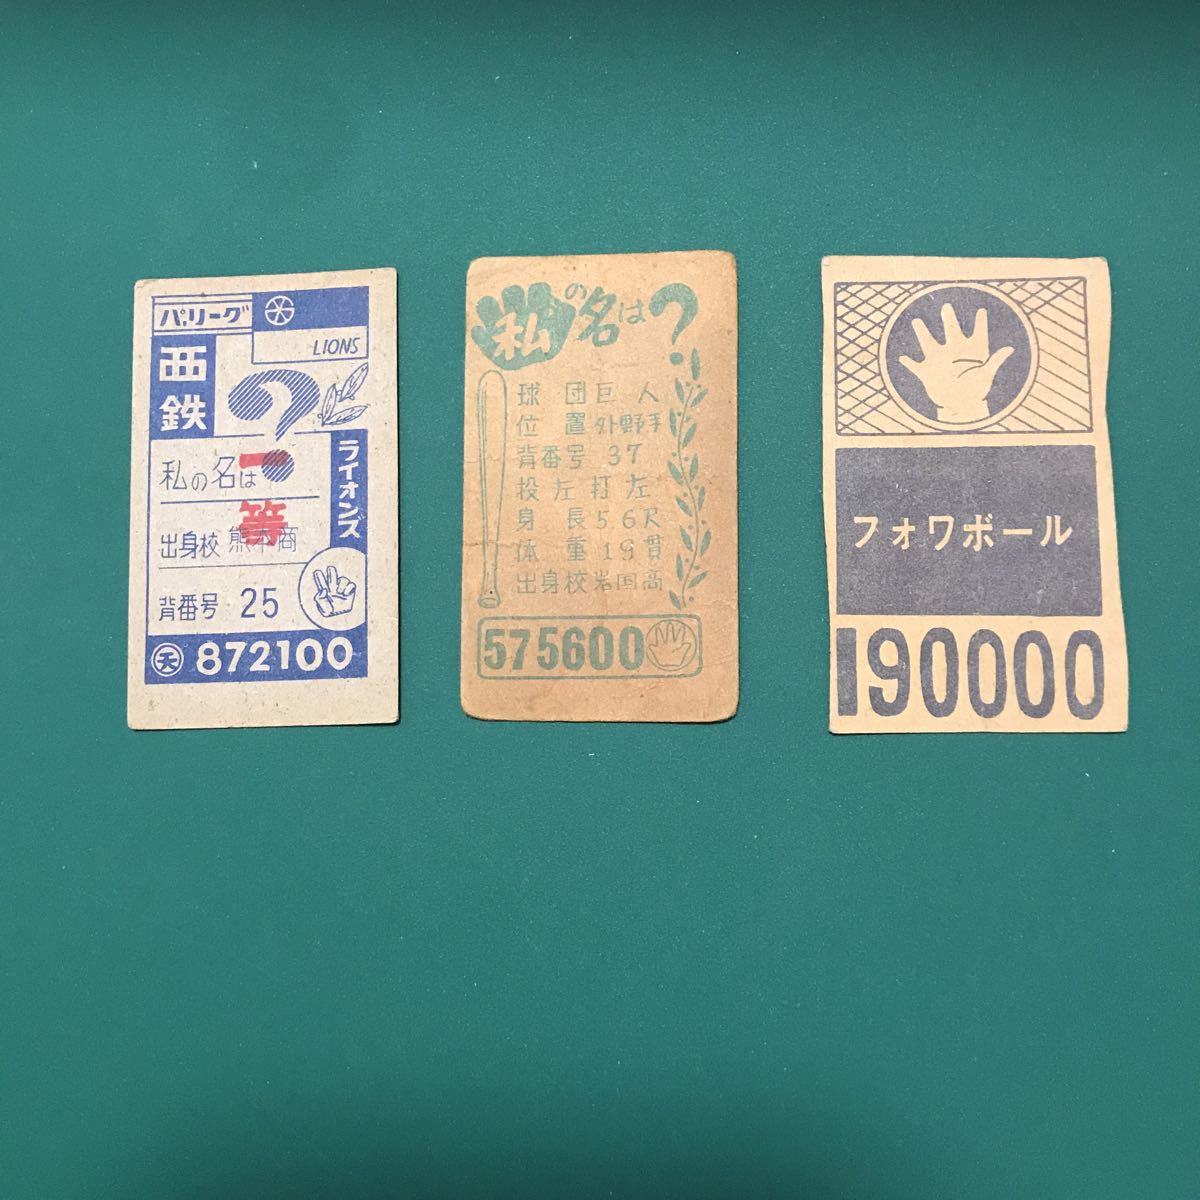 パ・リーグ
LIONS
西鉄
ライオンズ
私の名は?
一等
出身校 熊本商
背番号 25
天 872100
私の名は?
球団巨人
位置外野手
背番号 37
投左打左
身長56尺
体重19貫
出身校岩国高
575600
フォワボール
190000